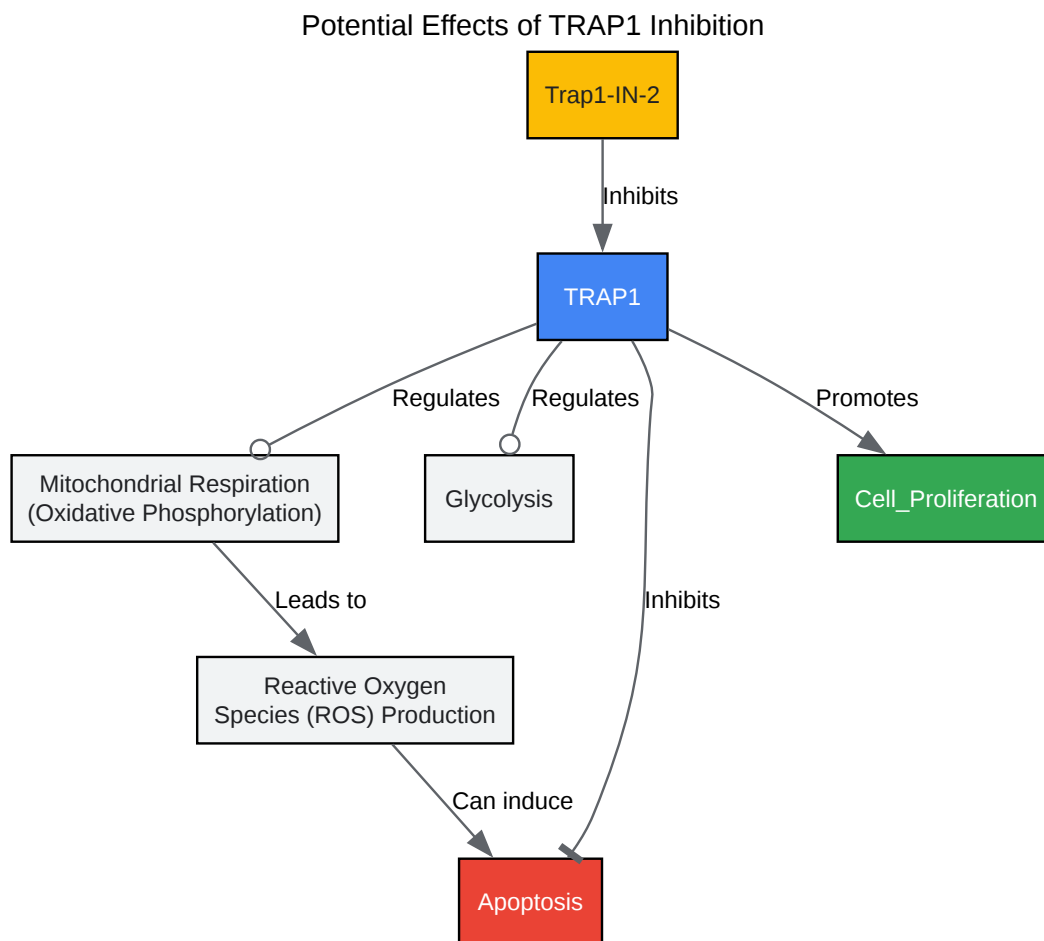 Potential Effects of TRAP1 Inhibition
Trap1-IN-2
Inhibits
TRAP1
Regulates
Regulates
Promotes
Mitochondrial Respiration
(Oxidative Phosphorylation)
Glycolysis
Cell_Proliferation
Leads to
Inhibits
Reactive Oxygen
Species (ROS) Production
Can induce
Apoptosis